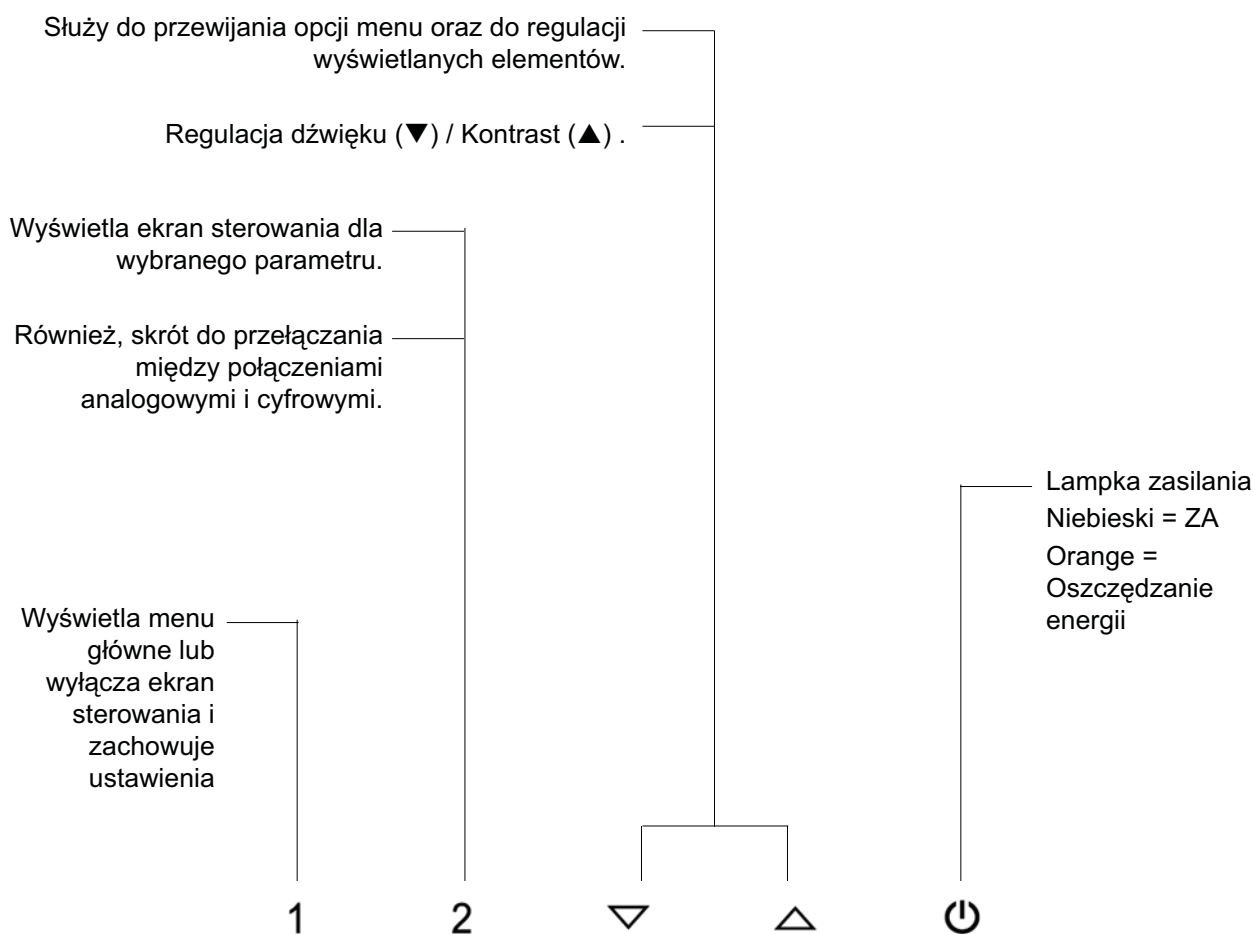 Służy do przewijania opcji menu oraz do regulacji
wyświetlanych elementów.
Regulacja dźwięku (▼) / Kontrast (▲) .
Wyświetla ekran sterowania dla
wybranego parametru.
Również, skrót do przełączania
między połączeniami
analogowymi i cyfrowymi.
Lampka zasilania
Niebieski = ZA
Orange =
Oszczędzanie
energii
Wyświetla menu
główne lub
wyłącza ekran
sterowania i
zachowuje
ustawienia
1 2 ▽ △ ⏻